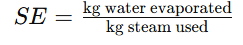 SE = kg water evaporated / kg steam used